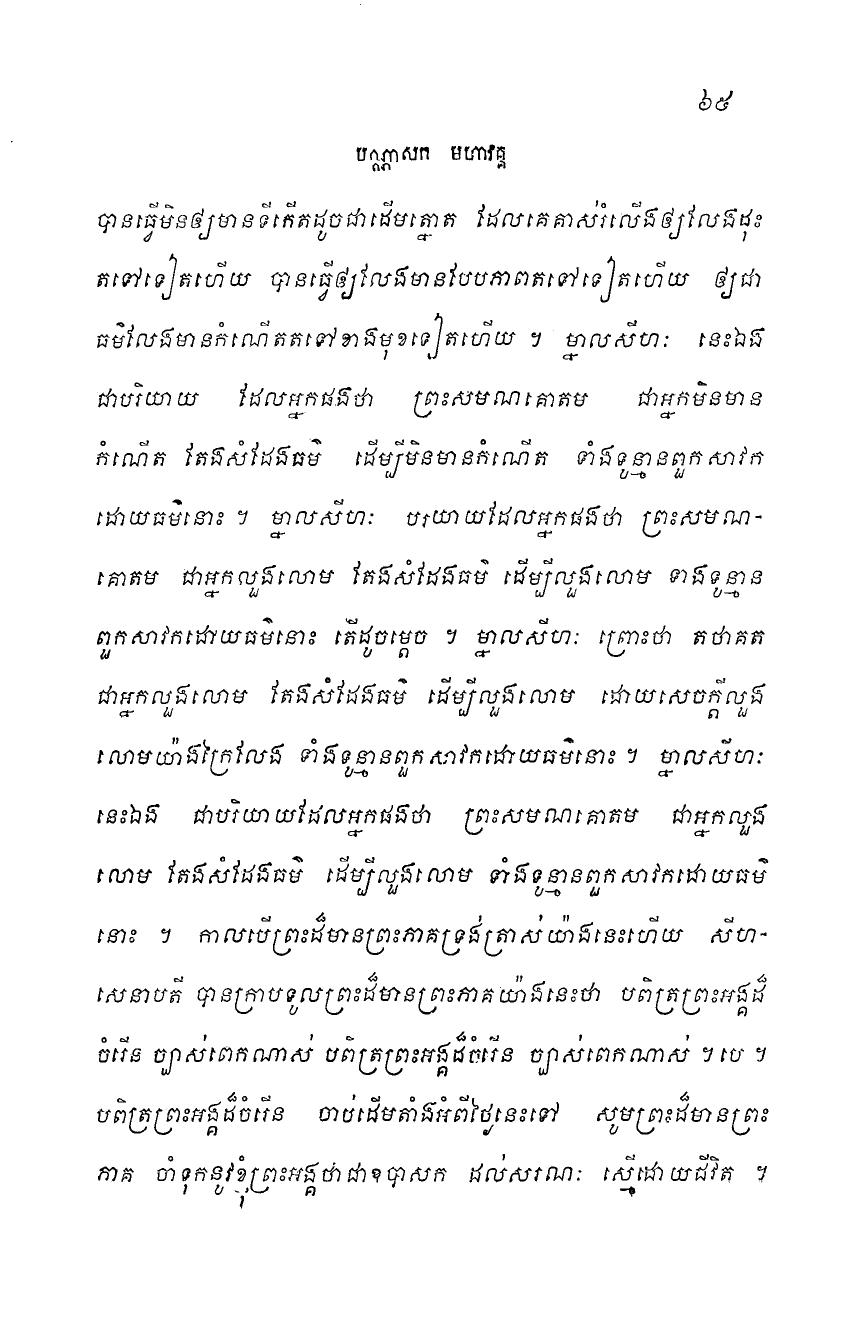 ៦៥
បណ្ណាសក មហាវគ្គ
បានធ្វើមិនឲ្យមានទីកើតដូចជាដើមត្នោត ដែលគេគាស់រំលើងឲ្យលែងដុះ
តទៅទៀតហើយ បានធ្វើឲ្យលែងមានបែបភាពតទៅទៀតហើយ ឲ្យជា
ធម៌លែងមានកំណើតតទៅខាងមុខទៀតហើយ ។ ម្នាលសីហៈ នេះឯង
ជាបរិយាយ ដែលអ្នកផងថា ព្រះសមណគោតម ជាអ្នកមិនមាន
កំណើត តែងសំដែងធម៌ ដើម្បីមិនមានកំណើត ទាំងទូន្មានពួកសាវក
ដោយធម៌នោះ ។ ម្នាលសីហៈ បរយាយដែលអ្នកផងថា ព្រះសមណ-
គោតម ជាអ្នកលួងលោម តែងសំដែងធម៌ ដើម្បីលួងលោម ទាងទូន្មាន
ពួកសាវកដោយធម៌នោះ តើដូចម្តេច ។ ម្នាលសីហៈ ព្រោះថា តថាគត
ជាអ្នកលួងលោម តែងសំដែងធម៌ ដើម្បីលួងលោម ដោយសេចក្តីលួង
លោមយ៉ាងក្រៃលែង ទាំងទូន្មានពួកសាវកដោយធម៌នោះ ។ ម្នាលសីហៈ
នេះឯង ជាបរិយាយដែលអ្នកផងថា ព្រះសមណគោតម ជាអ្នកលួង
លោម តែងសំដែងធម៌ ដើម្បីលួងលោម ទាំងទូន្មានពួកសាវកដោយធម៌
នោះ ។ កាលបើព្រះដ៏មានព្រះភាគទ្រង់ត្រាស់យ៉ាងនេះហើយ សីហ-
សេនាបតី បានក្រាបទូលព្រះដ៏មានព្រះភាគយ៉ាងនេះថា បពិត្រព្រះអង្គដ៏
ចំរើន ច្បាស់ពេកណាស់ បពិត្រព្រះអង្គដ៏ចំរើន ច្បាស់ពេកណាស់ ។បេ។
បពិត្រព្រះអង្គដ៏ចំរើន ចាប់ដើមតាំងអំពីថ្ងៃនេះទៅ សូមព្រះដ៏មានព្រះ
ភាគ ចាំទុកនូវខ្ញុំព្រះអង្គថាជាឧបាសក ដល់សរណៈ ស្មើដោយជីវិត ។